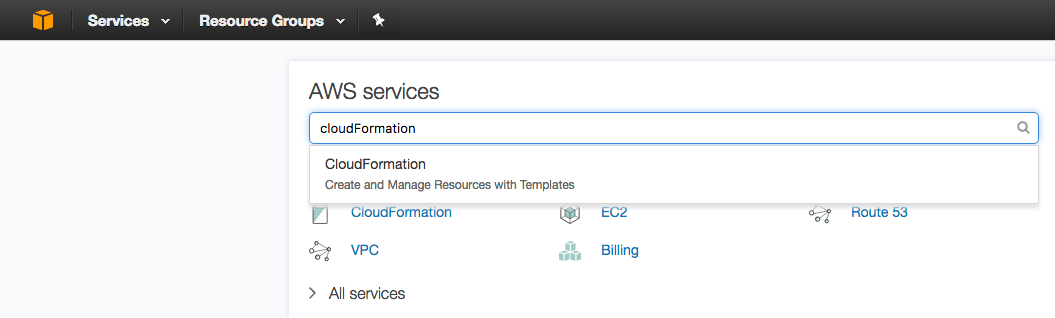 Services Resource Groups
AWS services
cloudFormation
CloudFormation
Create and Manage Resources with Templates
CloudFormation EC2 Route 53
VPC Billing
All services